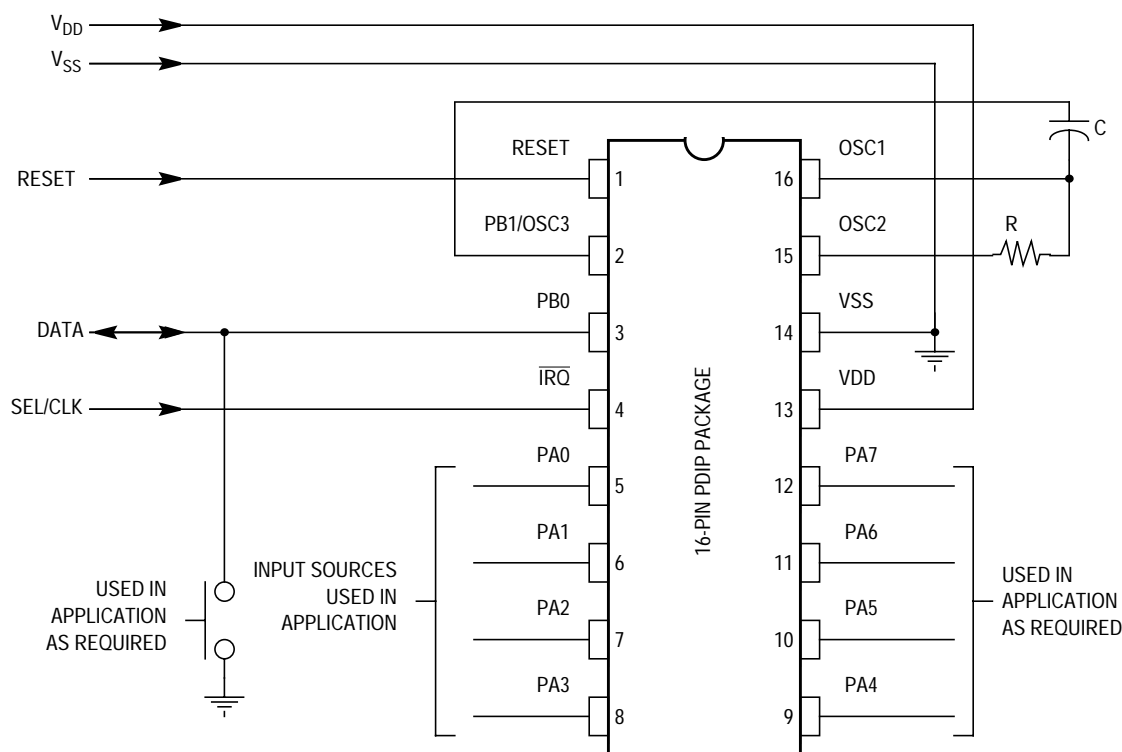 V_DD
V_SS
C
RESET
RESET
1
16
OSC1
PB1/OSC3
2
15
OSC2
R
DATA
PB0
3
14
VSS
SEL/CLK
IRQ
4
13
VDD
16-PIN PDIP PACKAGE
PA0
5
12
PA7
PA1
6
11
PA6
PA2
7
10
PA5
PA3
8
9
PA4
USED IN
APPLICATION
AS REQUIRED
INPUT SOURCES
USED IN
APPLICATION
USED IN
APPLICATION
AS REQUIRED